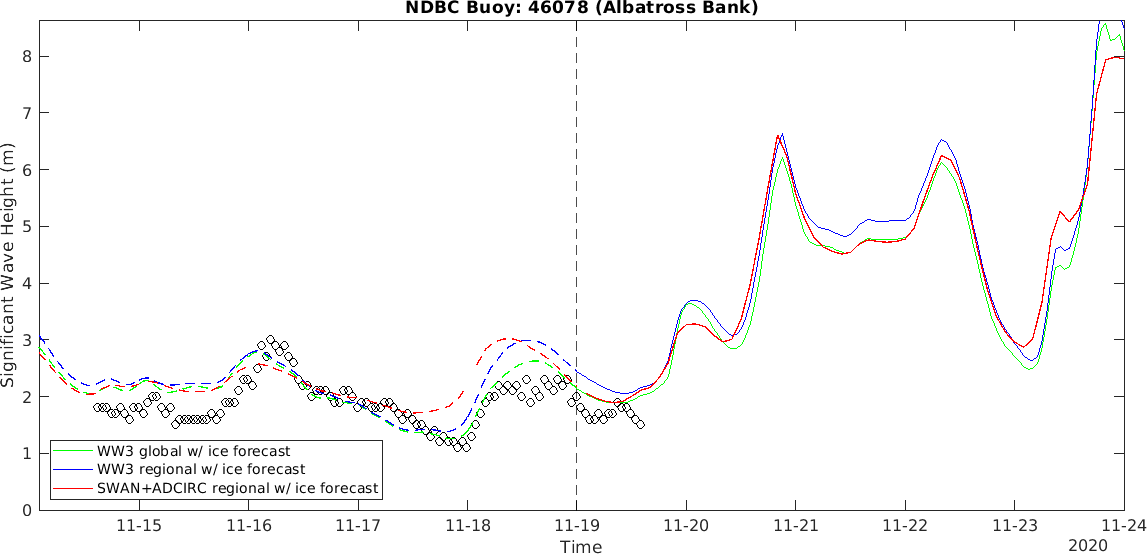 NDBC Buoy: 46078 (Albatross Bank)
Significant Wave Height (m)
8
7
6
5
4
3
2
1
0
WW3 global w/ ice forecast
WW3 regional w/ ice forecast
SWAN+ADCIRC regional w/ ice forecast
11-15 11-16 11-17 11-18 11-19 11-20 11-21 11-22 11-23 11-24
Time
2020